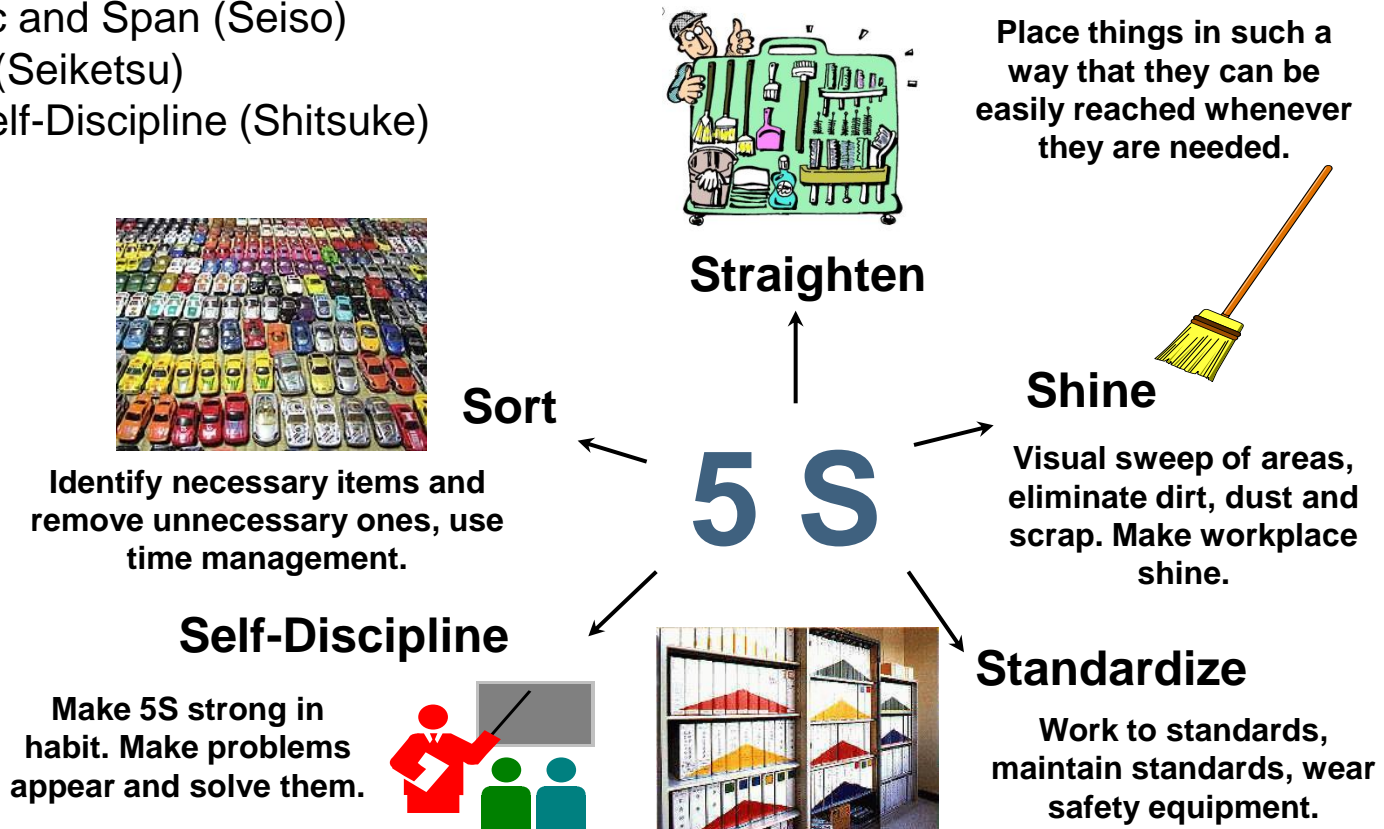 c and Span (Seiso)
(Seiketsu)
elf-Discipline (Shitsuke)
Place things in such a
way that they can be
easily reached whenever
they are needed.
Straighten
Sort
Identify necessary items and
remove unnecessary ones, use
time management.
5 S
Shine
Visual sweep of areas,
eliminate dirt, dust and
scrap. Make workplace
shine.
Self-Discipline
Make 5S strong in
habit. Make problems
appear and solve them.
Standardize
Work to standards,
maintain standards, wear
safety equipment.